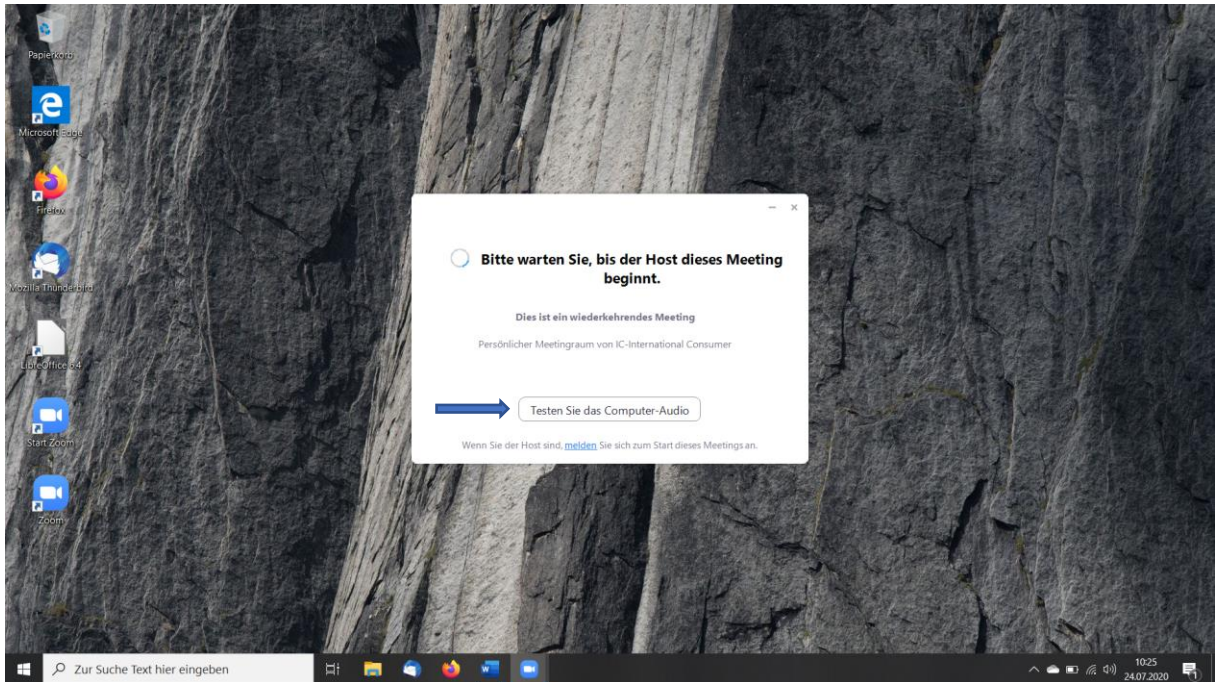 Papierkorb
Microsoft Edge
Firefox
Mozilla Thunderbird
LibreOffice 6.4
Start Zoom
Zoom
Bitte warten Sie, bis der Host dieses Meeting
beginnt.
Dies ist ein wiederkehrendes Meeting
Persönlicher Meetingraum von IC-International Consumer
Testen Sie das Computer-Audio
Wenn Sie der Host sind, melden Sie sich zum Start dieses Meetings an.
Zur Suche Text hier eingeben
10:25
24.07.2020
1